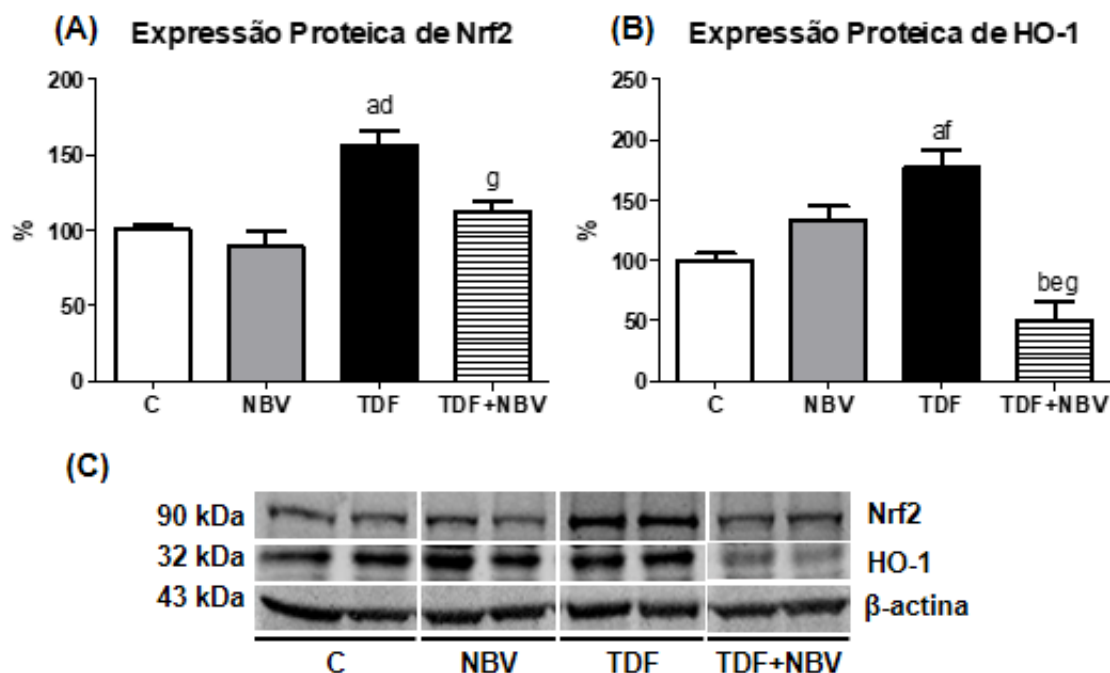 (A) Expressão Proteica de Nrf2
200
150
100
50
0
%
ad
g
C NBV TDF TDF+NBV
(B) Expressão Proteica de HO-1
250
200
150
100
50
0
%
af
beg
C NBV TDF TDF+NBV
(C)
90 kDa Nrf2
32 kDa HO-1
43 kDa β-actina
C NBV TDF TDF+NBV